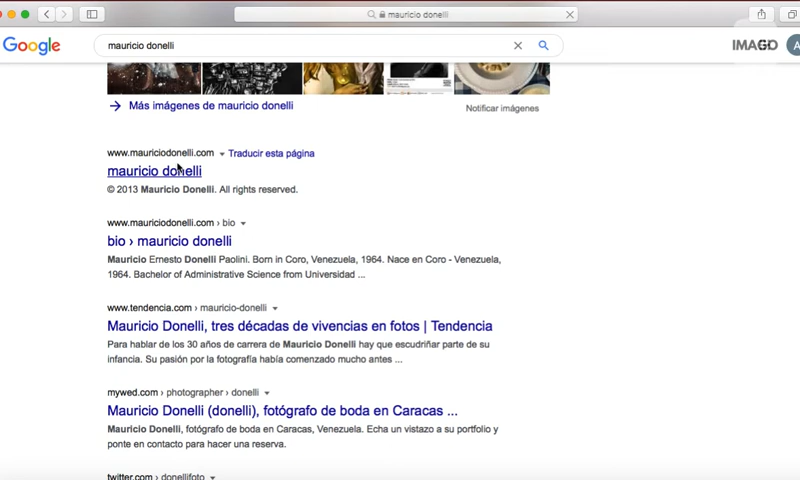 mauricio donelli
Google
mauricio donelli
IMAGO
A
Más imágenes de mauricio donelli
Notificar imágenes
www.mauriciodonelli.com Traducir esta página
mauricio donelli
© 2013 Mauricio Donelli. All rights reserved.
www.mauriciodonelli.com › bio
bio › mauricio donelli
Mauricio Ernesto Donelli Paolini. Born in Coro, Venezuela, 1964. Nace en Coro - Venezuela,
1964. Bachelor of Administrative Science from Universidad ...
www.tendencia.com › mauricio-donelli
Mauricio Donelli, tres décadas de vivencias en fotos | Tendencia
Para hablar de los 30 años de carrera de Mauricio Donelli hay que escudriñar parte de su
infancia. Su pasión por la fotografía había comenzado mucho antes ...
mywed.com › photographer › donelli
Mauricio Donelli (donelli), fotógrafo de boda en Caracas ...
Mauricio Donelli, fotógrafo de boda en Caracas, Venezuela. Echa un vistazo a su portfolio y
ponte en contacto para hacer una reserva.
twitter.com › donellifoto